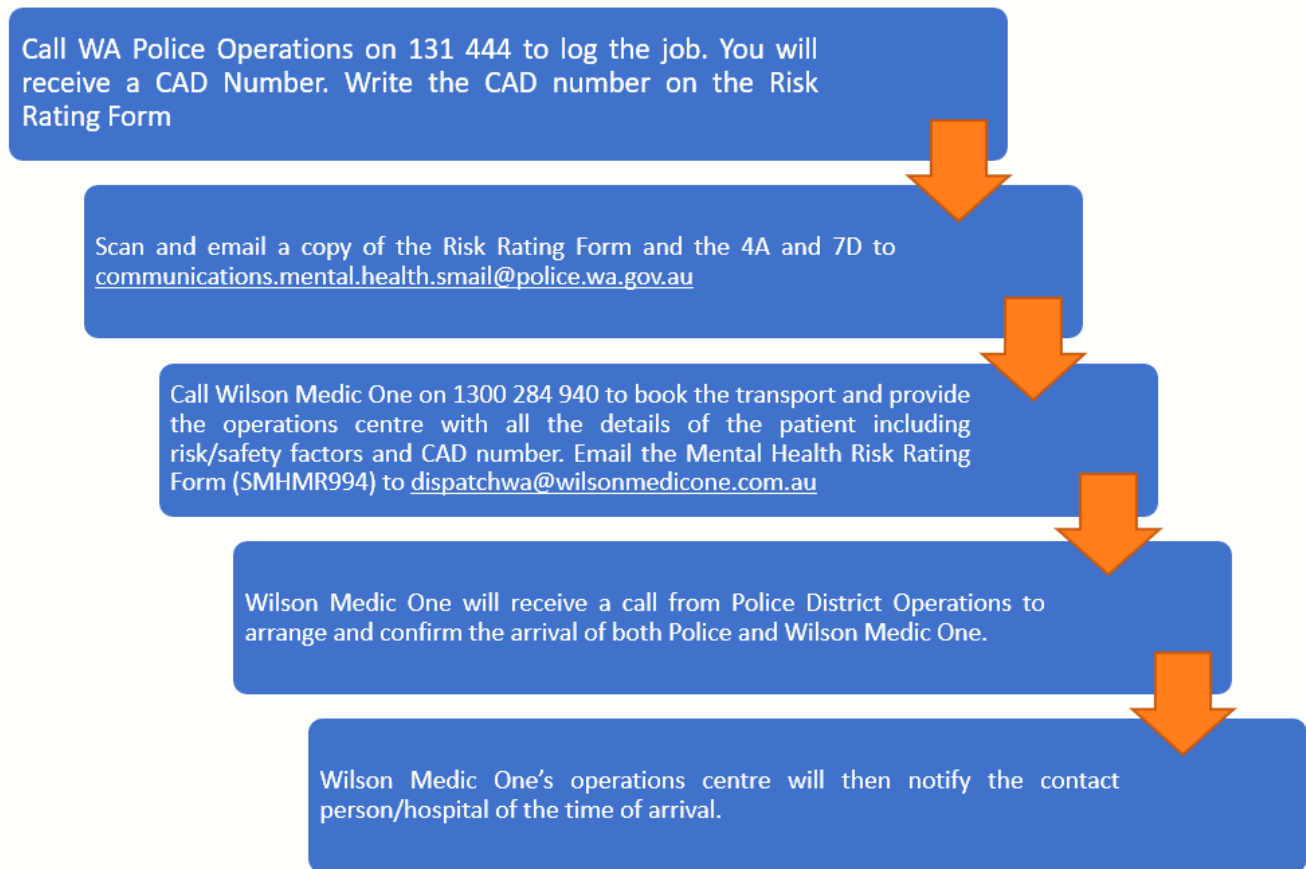 Call WA Police Operations on 131 444 to log the job. You will
receive a CAD Number. Write the CAD number on the Risk
Rating Form
Scan and email a copy of the Risk Rating Form and the 4A and 7D to
communications.mental.health.smail@police.wa.gov.au
Call Wilson Medic One on 1300 284 940 to book the transport and provide
the operations centre with all the details of the patient including
risk/safety factors and CAD number. Email the Mental Health Risk Rating
Form (SMHMR994) to dispatchwa@wilsonmedicone.com.au
Wilson Medic One will receive a call from Police District Operations to
arrange and confirm the arrival of both Police and Wilson Medic One.
Wilson Medic One’s operations centre will then notify the contact
person/hospital of the time of arrival.